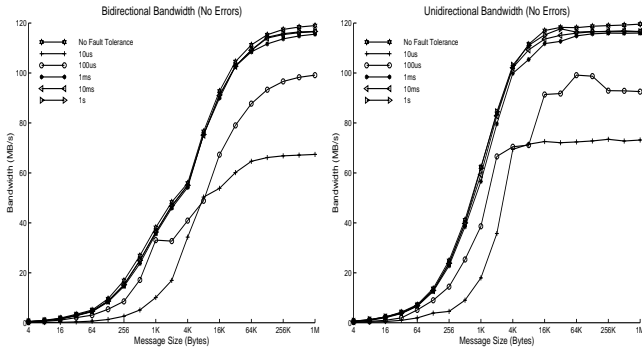 Bidirectional Bandwidth (No Errors)
120
100
80
60
40
20
0
Bandwidth (MB/s)
No Fault Tolerance
10us
100us
1ms
10ms
1s
4
16
64
256
1K
4K
16K
64K
256K
1M
Message Size (Bytes)
Unidirectional Bandwidth (No Errors)
120
100
80
60
40
20
0
Bandwidth (MB/s)
No Fault Tolerance
10us
100us
1ms
10ms
1s
4
16
64
256
1K
4K
16K
64K
256K
1M
Message Size (Bytes)